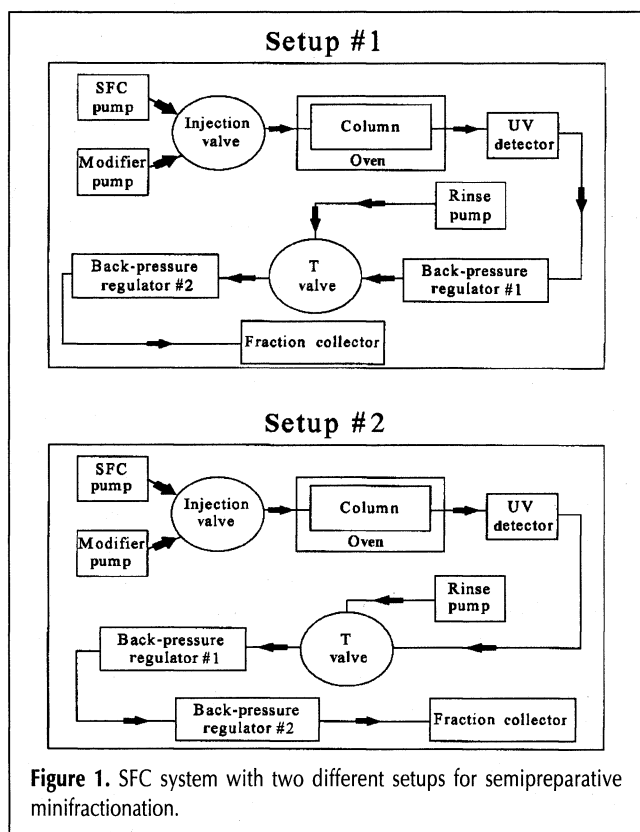 Setup #1
SFC
pump
Modifier
pump
Injection
valve
Column
Oven
UV
detector
Rinse
pump
T
valve
Back-pressure
regulator #2
Back-pressure
regulator #1
Fraction collector
Setup #2
SFC
pump
Modifier
pump
Injection
valve
Column
Oven
UV
detector
Rinse
pump
T
valve
Back-pressure
regulator #1
Back-pressure
regulator #2
Fraction collector
Figure 1. SFC system with two different setups for semipreparative
minifractionation.